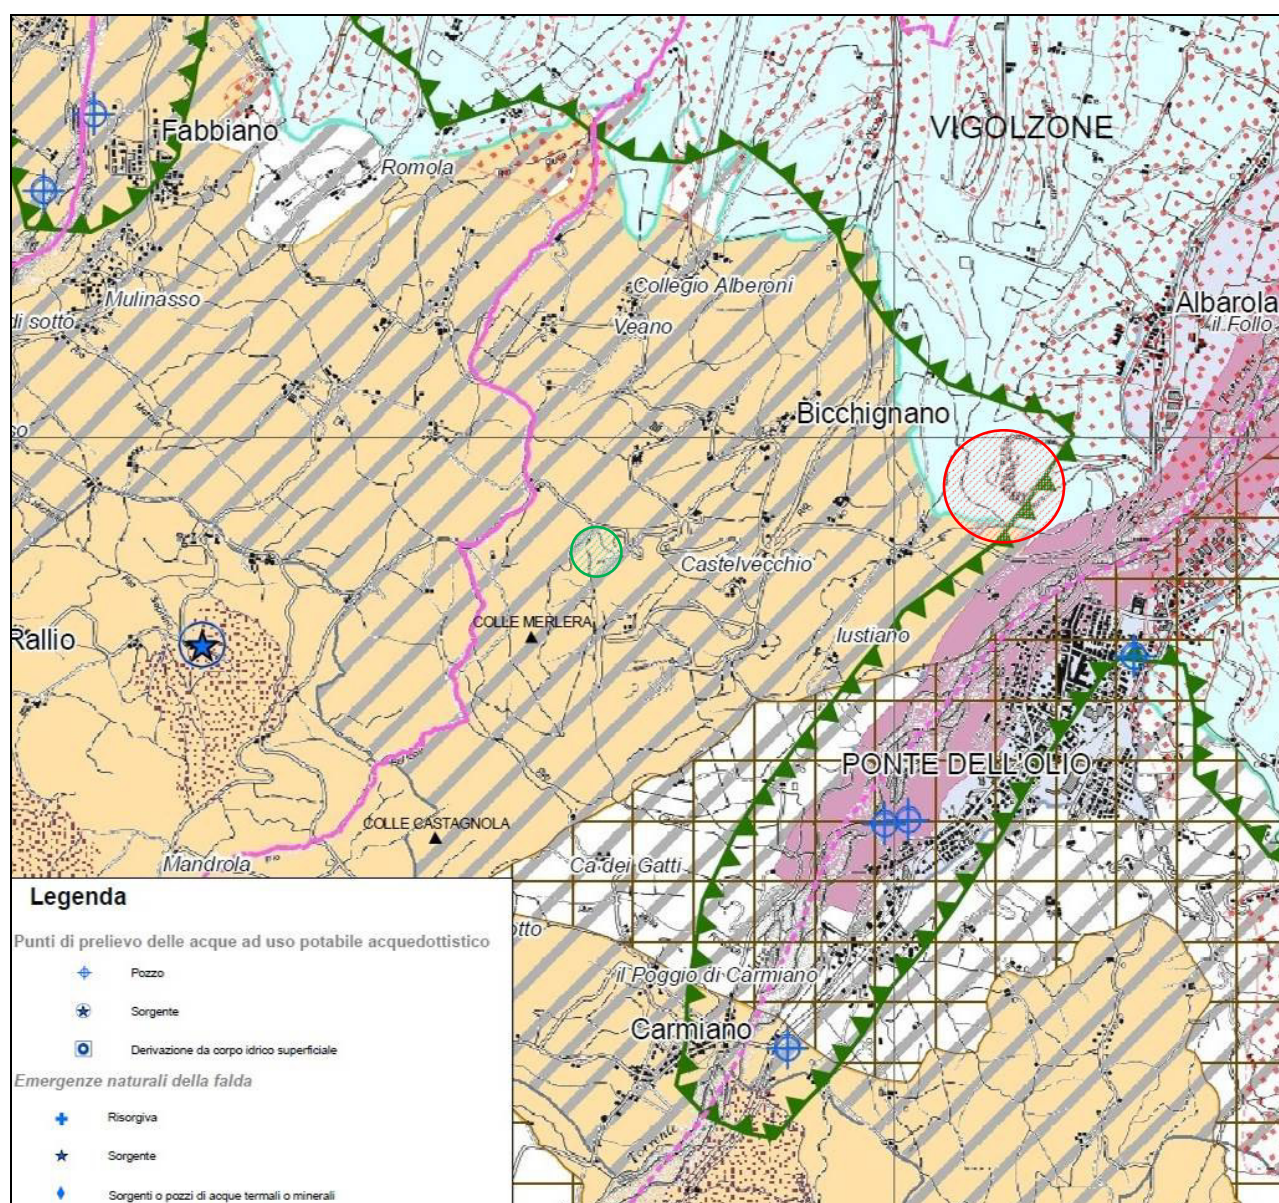 Fabbiano
VIGOLZONE
Romola
Collegio Alberoni
Mulinasso
di sotto
Albarola
il Follo
Veano
Bicchignano
Castelvecchio
COLLE MERLERA
Rallio
Iustiano
PONTE DELL'OLIO
COLLE CASTAGNOLA
Mandrola
Ca dei Gatti
otto
il Poggio di Carmiano
Carmiano
Torrente
Legenda
Punti di prelievo delle acque ad uso potabile acquedottistico
Pozzo
Sorgente
Derivazione da corpo idrico superficiale
Emergenze naturali della falda
Risorgiva
Sorgente
Sorgenti o pozzi di acque termali o minerali